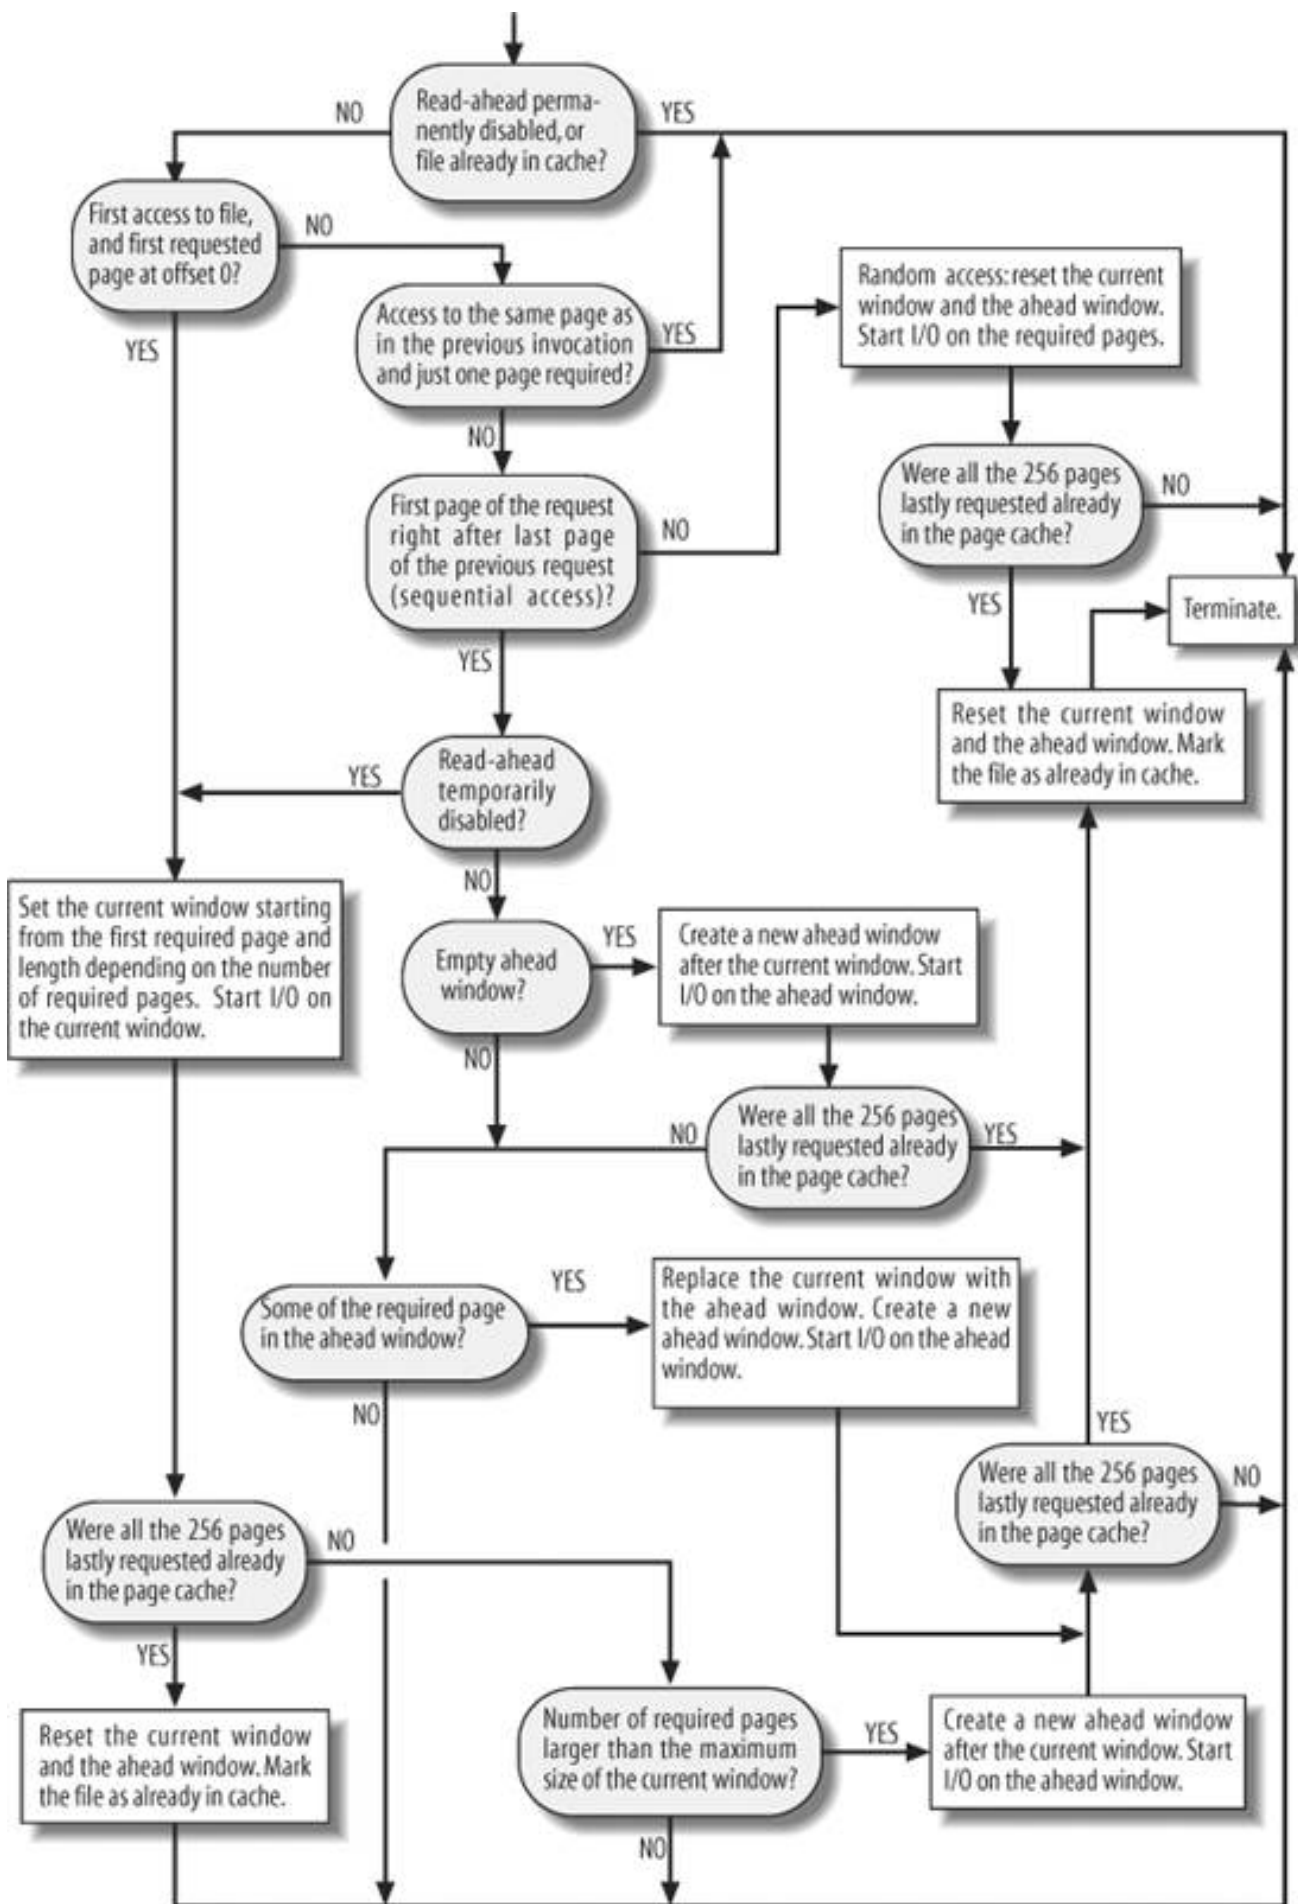 Read-ahead perma-
nently disabled, or
file already in cache?
NO
YES
First access to file,
and first requested
page at offset 0?
NO
YES
Access to the same page as
in the previous invocation
and just one page required?
YES
NO
Random access: reset the current
window and the ahead window.
Start I/O on the required pages.
Were all the 256 pages
lastly requested already
in the page cache?
NO
YES
First page of the request
right after last page
of the previous request
(sequential access)?
NO
YES
Terminate.
Reset the current window
and the ahead window. Mark
the file as already in cache.
Read-ahead
temporarily
disabled?
YES
NO
Set the current window starting
from the first required page and
length depending on the number
of required pages. Start I/O on
the current window.
Empty ahead
window?
YES
NO
Create a new ahead window
after the current window. Start
I/O on the ahead window.
Were all the 256 pages
lastly requested already
in the page cache?
NO
YES
Some of the required page
in the ahead window?
YES
NO
Replace the current window with
the ahead window. Create a new
ahead window. Start I/O on the ahead
window.
YES
Were all the 256 pages
lastly requested already
in the page cache?
NO
Were all the 256 pages
lastly requested already
in the page cache?
NO
YES
Reset the current window
and the ahead window. Mark
the file as already in cache.
Number of required pages
larger than the maximum
size of the current window?
YES
NO
Create a new ahead window
after the current window. Start
I/O on the ahead window.